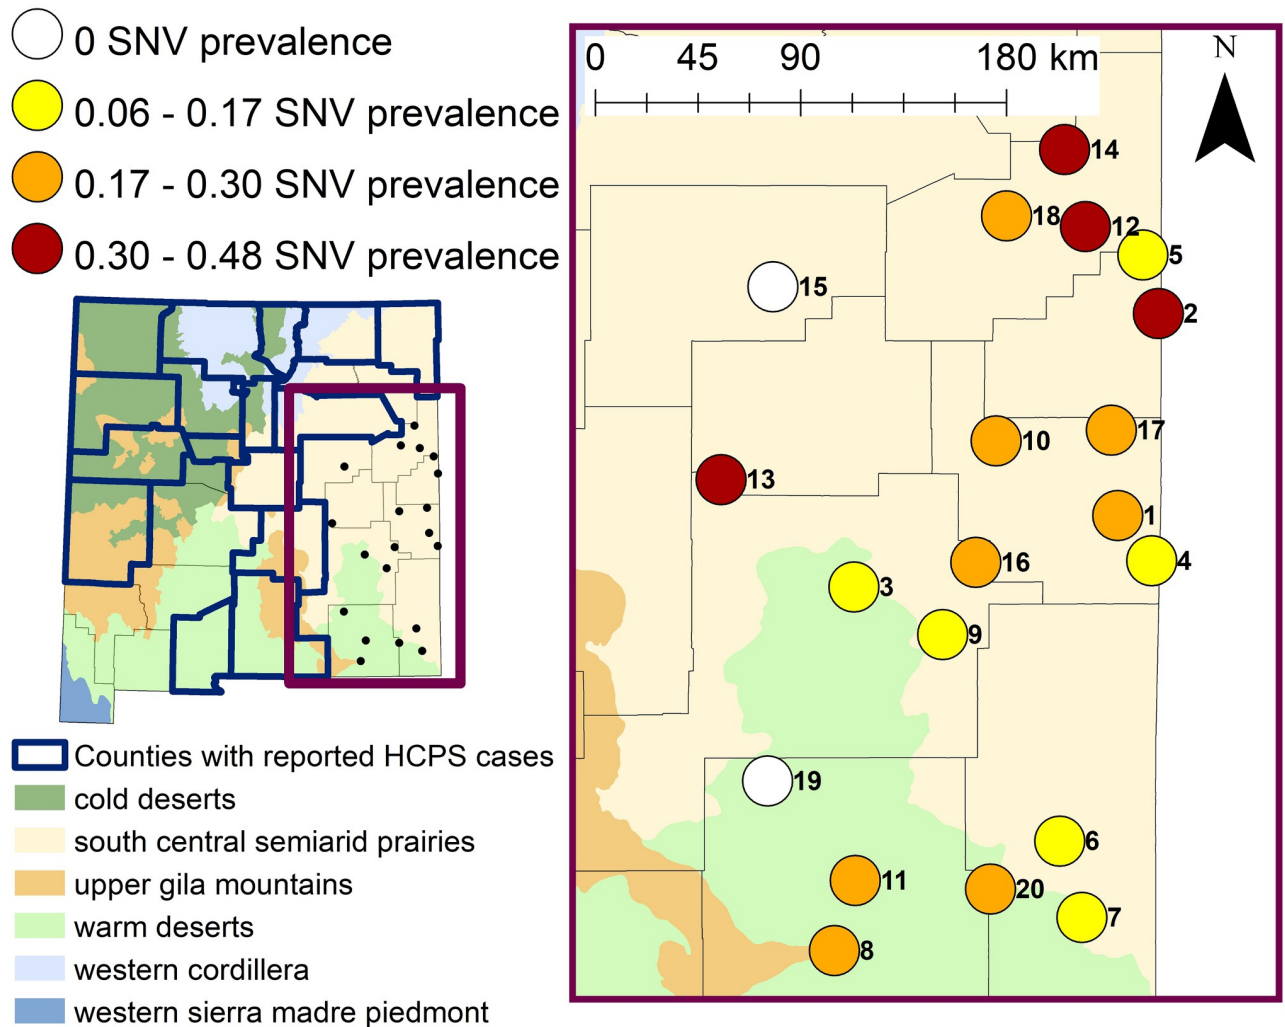 0 SNV prevalence
0.06 - 0.17 SNV prevalence
0.17 - 0.30 SNV prevalence
0.30 - 0.48 SNV prevalence
Counties with reported HCPS cases
cold deserts
south central semiarid prairies
upper gila mountains
warm deserts
western cordillera
western sierra madre piedmont
0 45 90 180 km
N
14
18
12
5
15
2
17
10
13
1
4
16
3
9
19
6
11
20
7
8